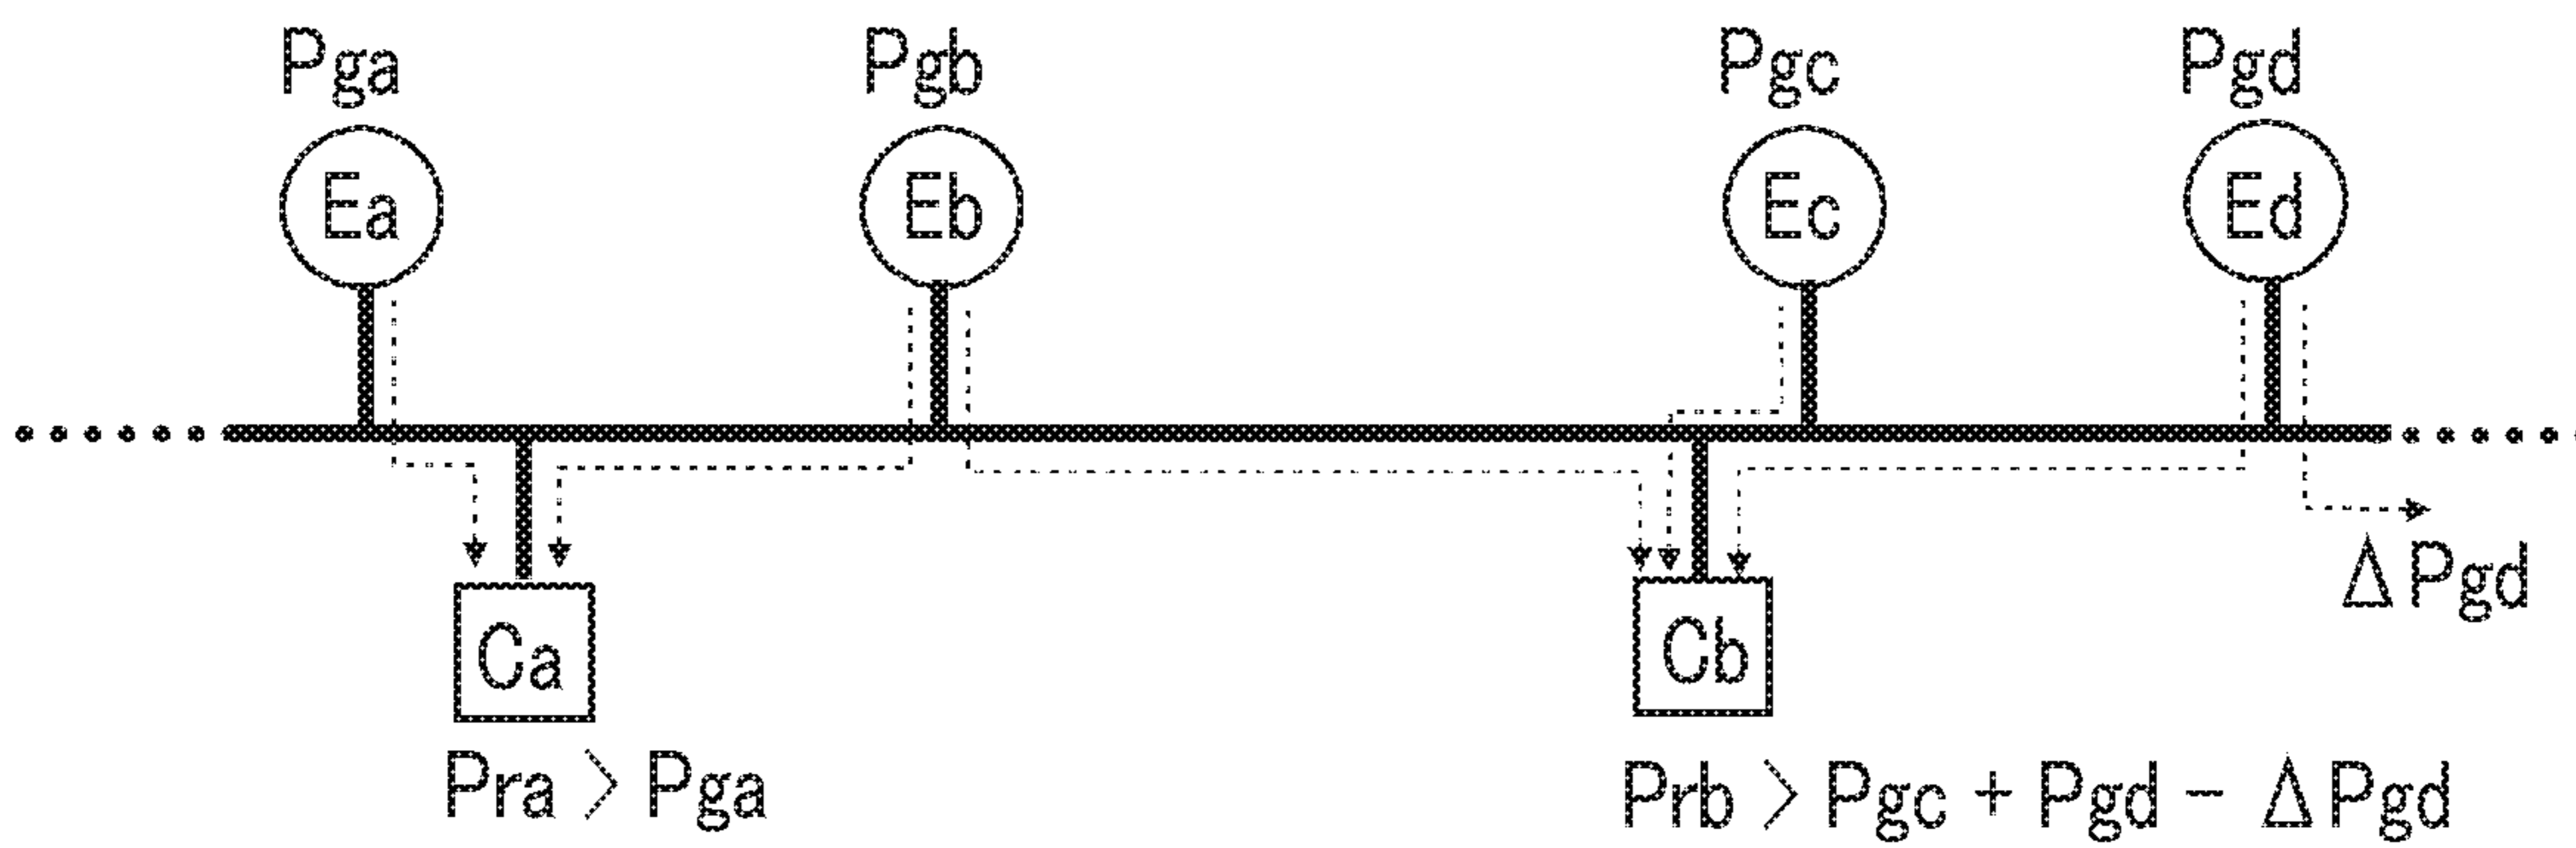 Pga Pgb Pgc Pgd
Ea Eb Ec Ed
ΔPgd
Ca Cb
Pra > Pga
Prb > Pgc + Pgd - ΔPgd